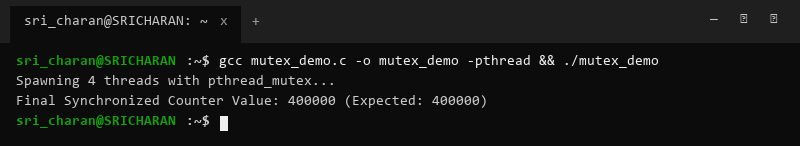 sri_charan@SRICHARAN: ~ x +
sri_charan@SRICHARAN :~$ gcc mutex_demo.c -o mutex_demo -pthread && ./mutex_demo
Spawning 4 threads with pthread_mutex...
Final Synchronized Counter Value: 400000 (Expected: 400000)
sri_charan@SRICHARAN :~$